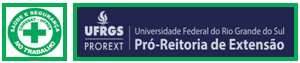 SAÚDE E SEGURANÇA
NO TRABALHO
UFRGS
PROREXT
Universidade Federal do Rio Grande do Sul
Pró-Reitoria de Extensão